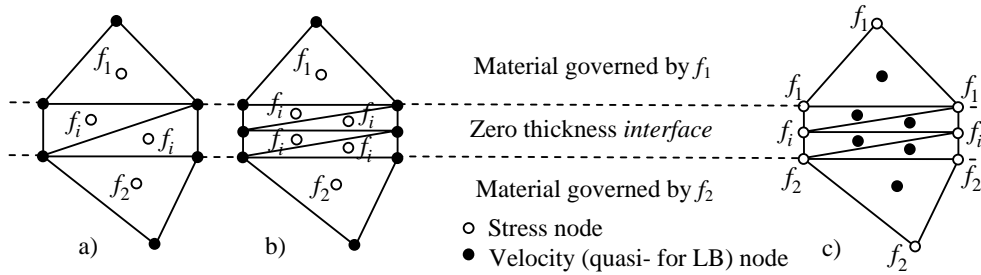 f1
f1
f1
Material governed by f1
f1
f1
fi
fi
fi
fi
fi
fi
Zero thickness interface
fi
fi
f2
f2
Material governed by f2
f2
f2
Stress node
f2
a)
b)
Velocity (quasi- for LB) node
c)